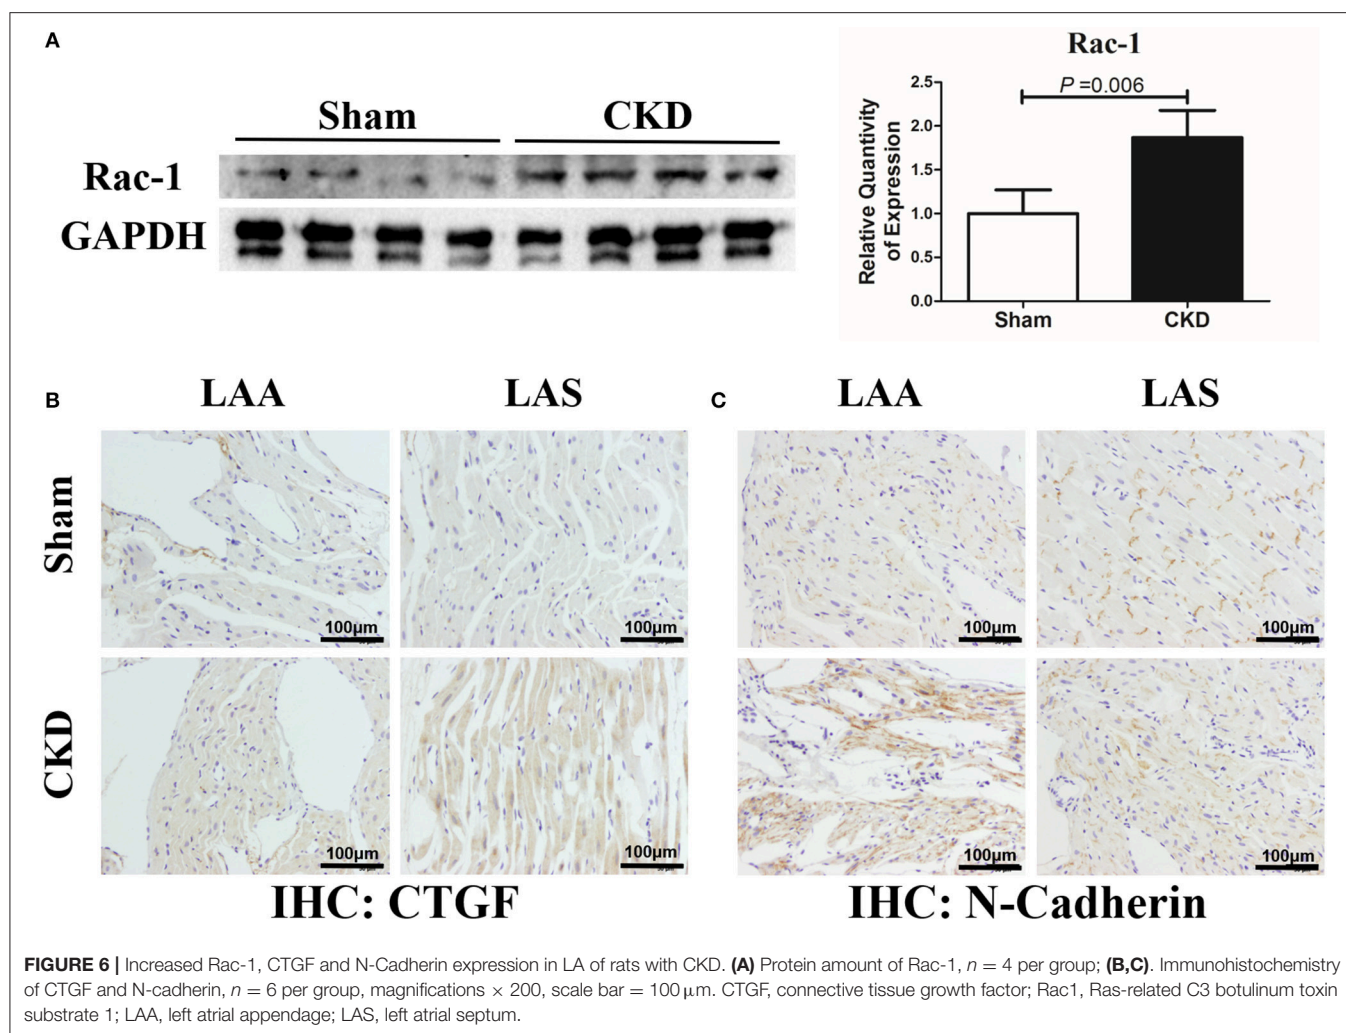 A
Sham CKD
Rac-1
GAPDH
Rac-1
P =0.006
Relative Quantivity
of Expression
2.5
2.0
1.5
1.0
0.5
0.0
Sham CKD
B
LAA LAS
C
LAA LAS
Sham
100µm 100µm 100µm 100µm
CKD
100µm 100µm 100µm 100µm
IHC: CTGF IHC: N-Cadherin
FIGURE 6 | Increased Rac-1, CTGF and N-Cadherin expression in LA of rats with CKD. (A) Protein amount of Rac-1, n = 4 per group; (B,C). Immunohistochemistry
of CTGF and N-cadherin, n = 6 per group, magnifications × 200, scale bar = 100 µm. CTGF, connective tissue growth factor; Rac1, Ras-related C3 botulinum toxin
substrate 1; LAA, left atrial appendage; LAS, left atrial septum.